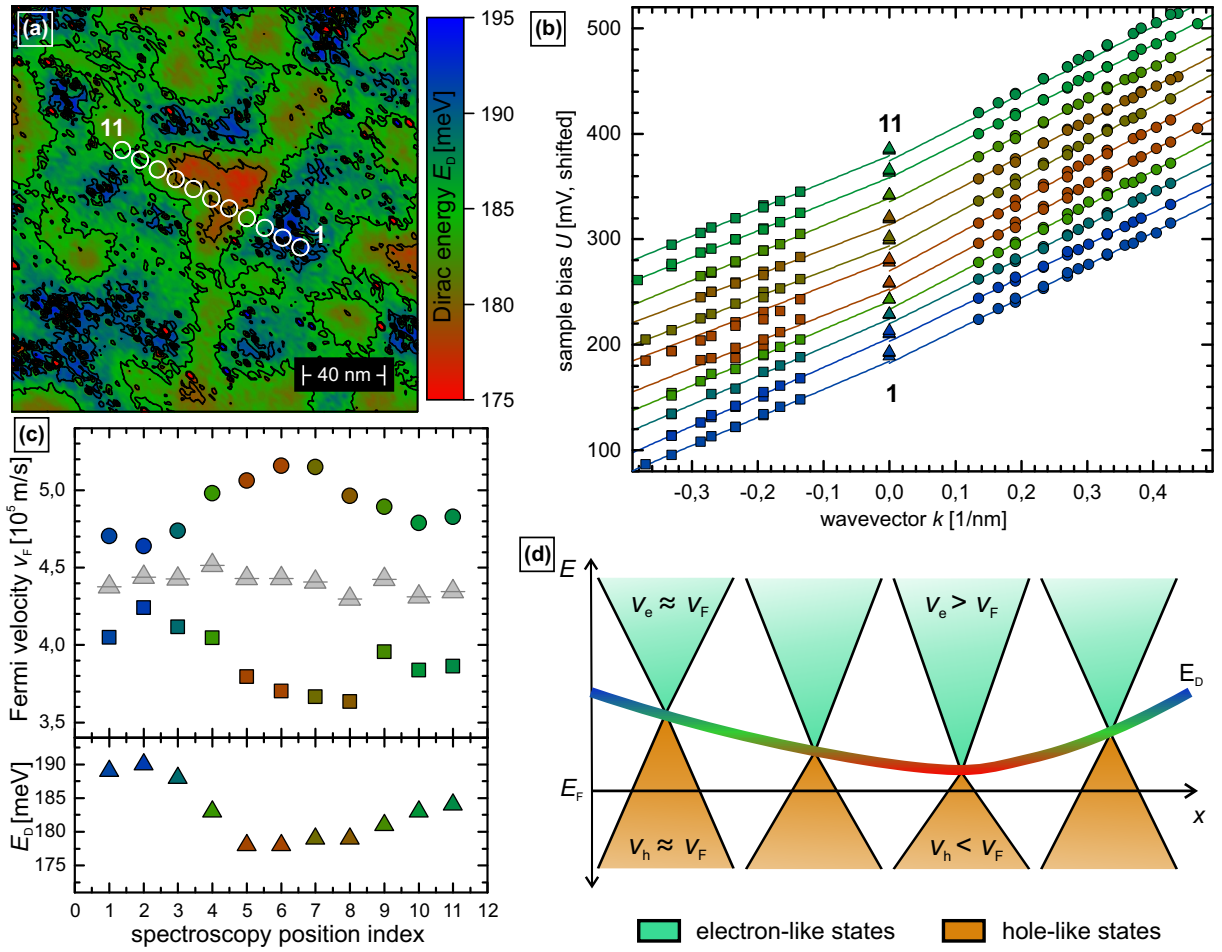 (a)
11
1
40 nm
195
190
185
180
175
Dirac energy E_D [meV]
(b)
500
400
300
200
100
sample bias U [mV, shifted]
11
1
-0,3 -0,2 -0,1 0,0 0,1 0,2 0,3 0,4
wavevector k [1/nm]
(c)
5,0
4,5
4,0
3,5
Fermi velocity v_F [10^5 m/s]
190
185
180
175
E_D [meV]
0 1 2 3 4 5 6 7 8 9 10 11 12
spectroscopy position index
(d)
E
v_e ≈ v_F
v_e > v_F
E_D
E_F
x
v_h ≈ v_F
v_h < v_F
electron-like states
hole-like states